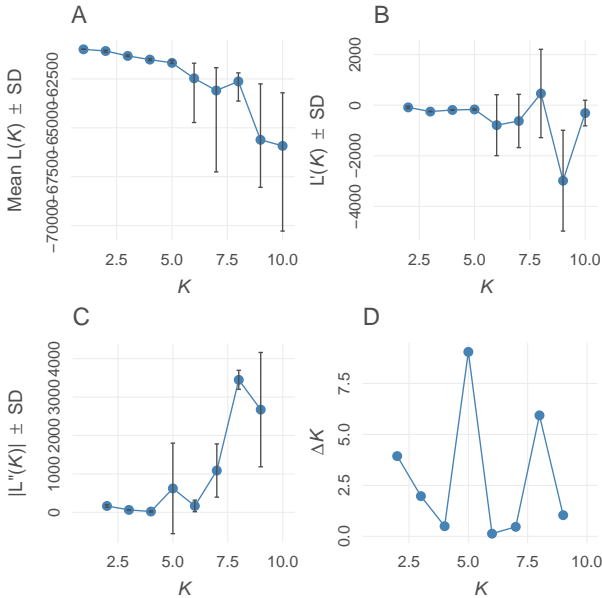 A
Mean L(K) ± SD
−62500
−65000
−67500
−70000
2.5 5.0 7.5 10.0
K
B
L'(K) ± SD
2000
0
−2000
−4000
2.5 5.0 7.5 10.0
K
C
|L"(K)| ± SD
4000
3000
2000
1000
0
2.5 5.0 7.5 10.0
K
D
ΔK
7.5
5.0
2.5
0.0
2.5 5.0 7.5 10.0
K